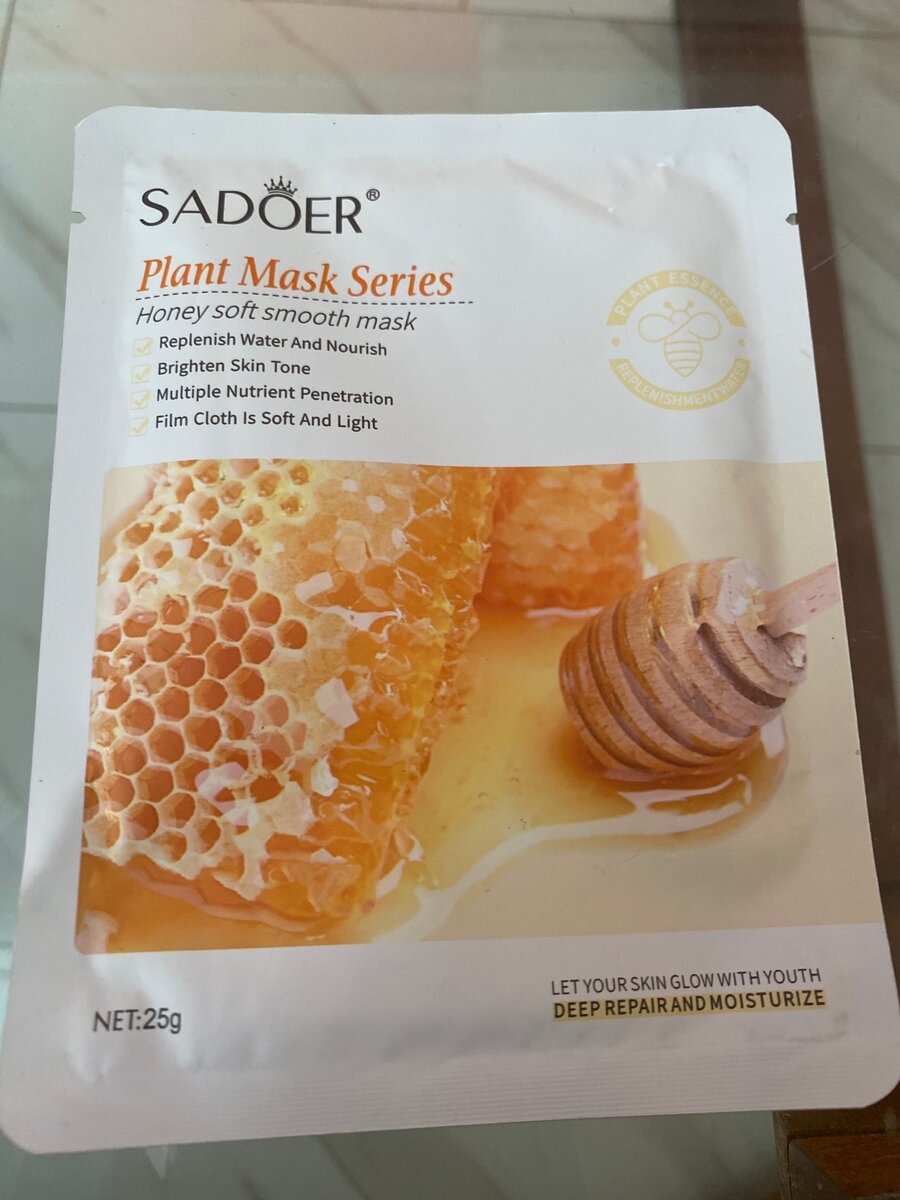 SADOER®
Plant Mask Series
Honey soft smooth mask
Replenish Water And Nourish
Brighten Skin Tone
Multiple Nutrient Penetration
Film Cloth Is Soft And Light
PLANT ESSENCE
REPLENISHMENTWATER
LET YOUR SKIN GLOW WITH YOUTH
DEEP REPAIR AND MOISTURIZE
NET:25g